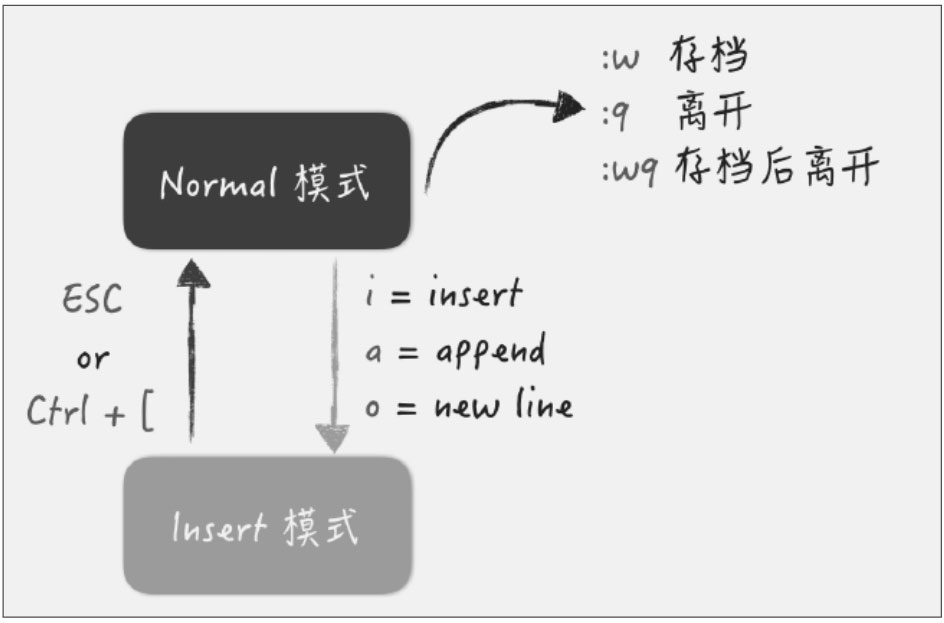 :w 存档
:q 离开
:wq 存档后离开
Normal 模式
ESC
or
Ctrl + [
i = insert
a = append
o = new line
Insert 模式